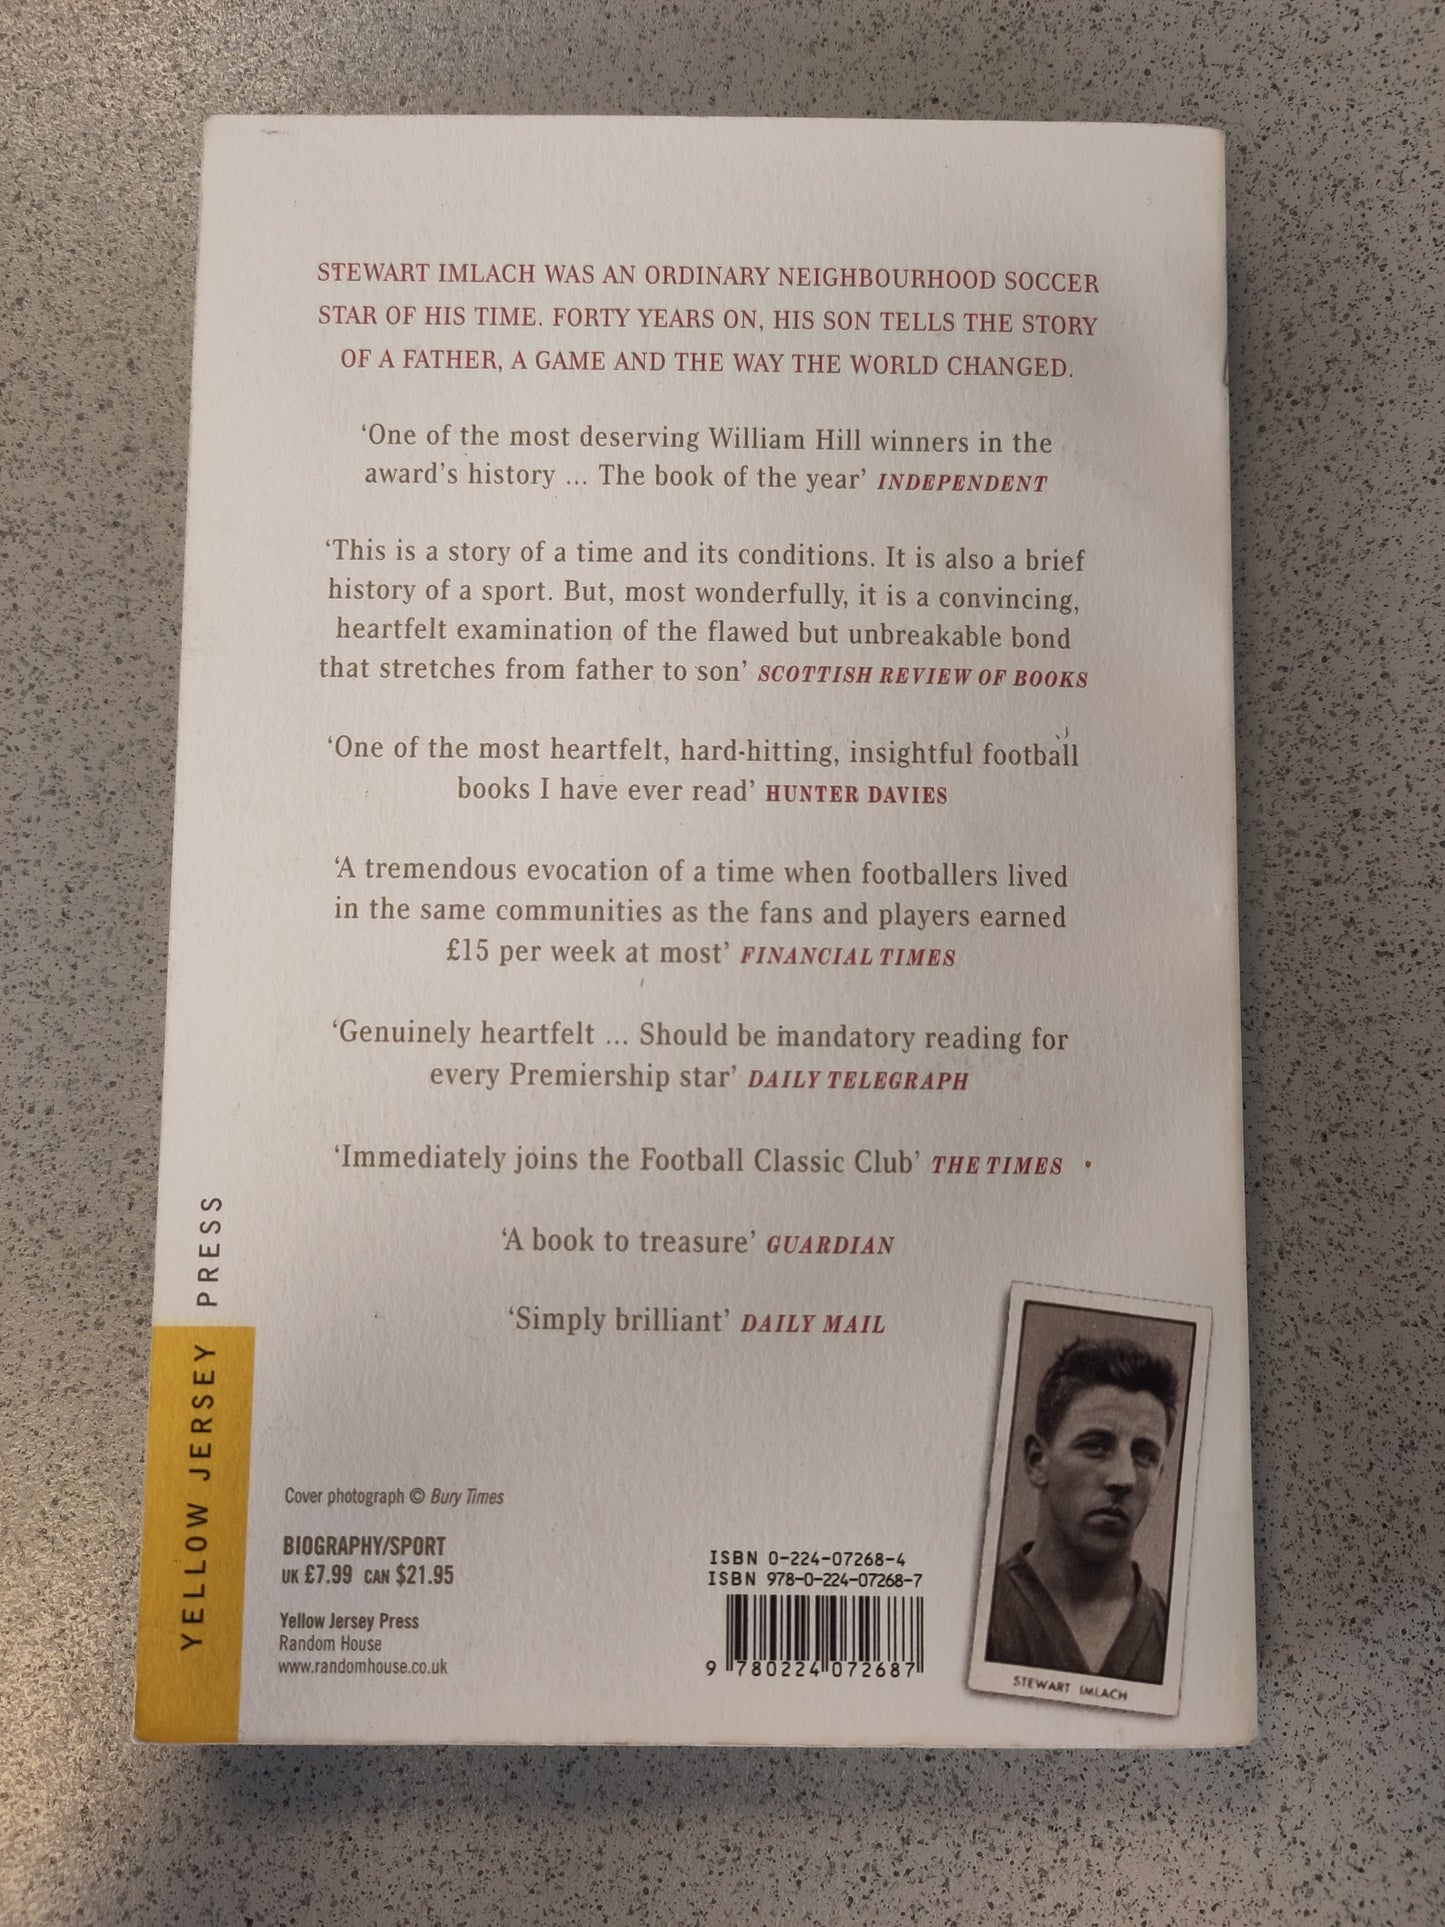 STEWART IMLACH WAS AN ORDINARY NEIGHBOURHOOD SOCCER
STAR OF HIS TIME. FORTY YEARS ON, HIS SON TELLS THE STORY
OF A FATHER, A GAME AND THE WAY THE WORLD CHANGED.
‘One of the most deserving William Hill winners in the
award’s history ... The book of the year’ INDEPENDENT
‘This is a story of a time and its conditions. It is also a brief
history of a sport. But, most wonderfully, it is a convincing,
heartfelt examination of the flawed but unbreakable bond
that stretches from father to son’ SCOTTISH REVIEW OF BOOKS
‘One of the most heartfelt, hard-hitting, insightful football
books I have ever read’ HUNTER DAVIES
‘A tremendous evocation of a time when footballers lived
in the same communities as the fans and players earned
£15 per week at most’ FINANCIAL TIMES
‘Genuinely heartfelt ... Should be mandatory reading for
every Premiership star’ DAILY TELEGRAPH
‘Immediately joins the Football Classic Club’ THE TIMES
‘A book to treasure’ GUARDIAN
‘Simply brilliant’ DAILY MAIL
YELLOW JERSEY PRESS
Cover photograph © Bury Times
BIOGRAPHY/SPORT
UK £7.99 CAN $21.95
Yellow Jersey Press
Random House
www.randomhouse.co.uk
ISBN 0-224-07268-4
ISBN 978-0-224-07268-7
9 780224 072687
STEWART IMLACH